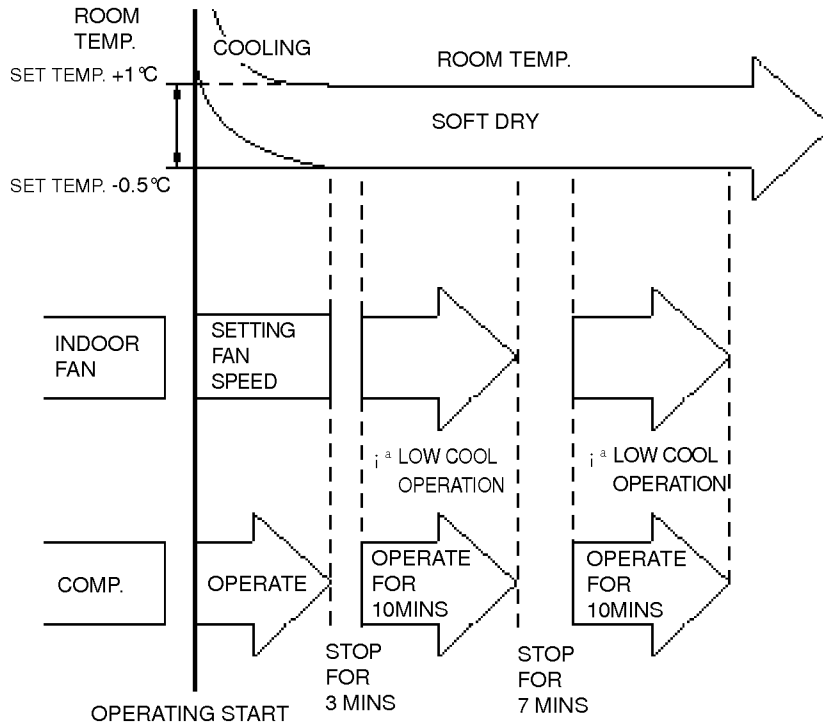 ROOM
TEMP.
COOLING
SET TEMP. +1°C
ROOM TEMP.
SOFT DRY
SET TEMP. -0.5°C
INDOOR
FAN
SETTING
FAN
SPEED
¡ª LOW COOL
OPERATION
¡ª LOW COOL
OPERATION
COMP.
OPERATE
OPERATE
FOR
10MINS
OPERATE
FOR
10MINS
STOP
FOR
3 MINS
STOP
FOR
7 MINS
OPERATING START